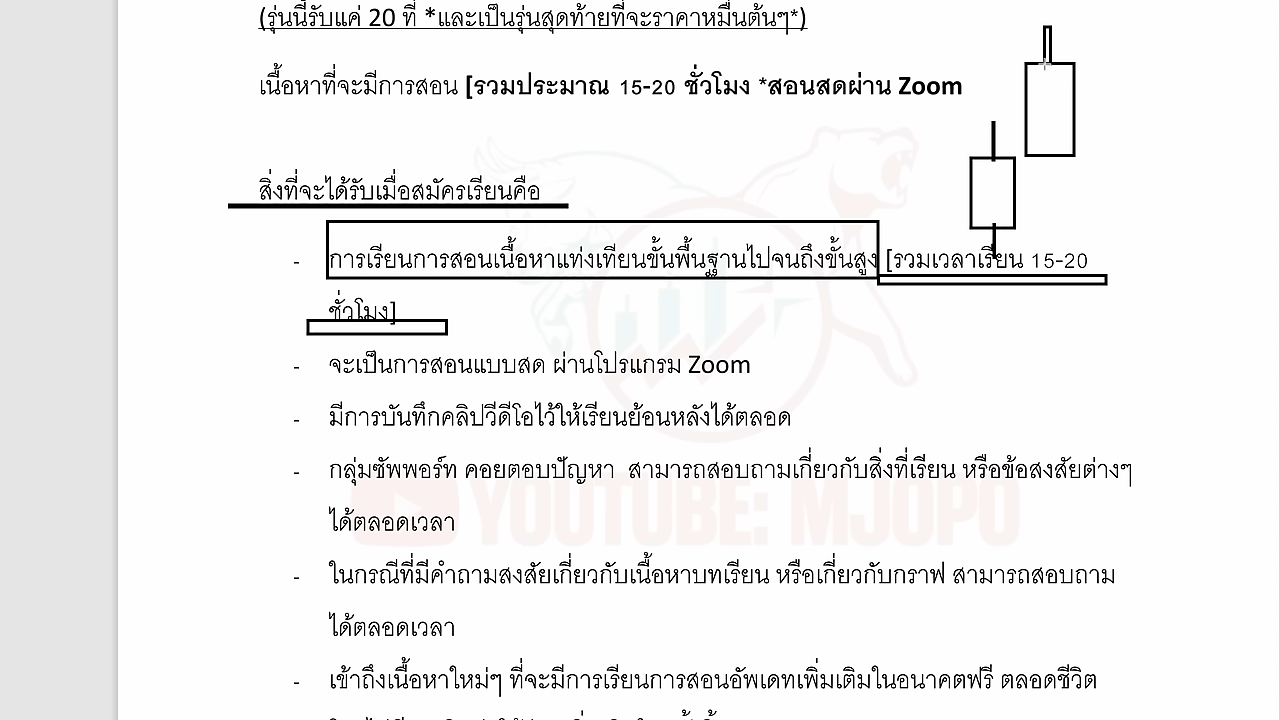 (รุ่นนี้รับแค่ 20 ที่ *และเป็นรุ่นสุดท้ายที่จะราคาหมื่นต้นๆ*)
เนื้อหาที่จะมีการสอน [รวมประมาณ 15-20 ชั่วโมง *สอนสดผ่าน Zoom
สิ่งที่จะได้รับเมื่อสมัครเรียนคือ
- การเรียนการสอนเนื้อหาแท่งเทียนขั้นพื้นฐานไปจนถึงขั้นสูง [รวมเวลาเรียน 15-20
ชั่วโมง]
- จะเป็นการสอนแบบสด ผ่านโปรแกรม Zoom
- มีการบันทึกคลิปวีดีโอไว้ให้เรียนย้อนหลังได้ตลอด
- กลุ่มซัพพอร์ท คอยตอบปัญหา สามารถสอบถามเกี่ยวกับสิ่งที่เรียน หรือข้อสงสัยต่างๆ
ได้ตลอดเวลา
YOUTUBE: MJOPU
- ในกรณีที่มีคำถามสงสัยเกี่ยวกับเนื้อหาบทเรียน หรือเกี่ยวกับกราฟ สามารถสอบถาม
ได้ตลอดเวลา
- เข้าถึงเนื้อหาใหม่ๆ ที่จะมีการเรียนการสอนอัพเดทเพิ่มเติมในอนาคตฟรี ตลอดชีวิต